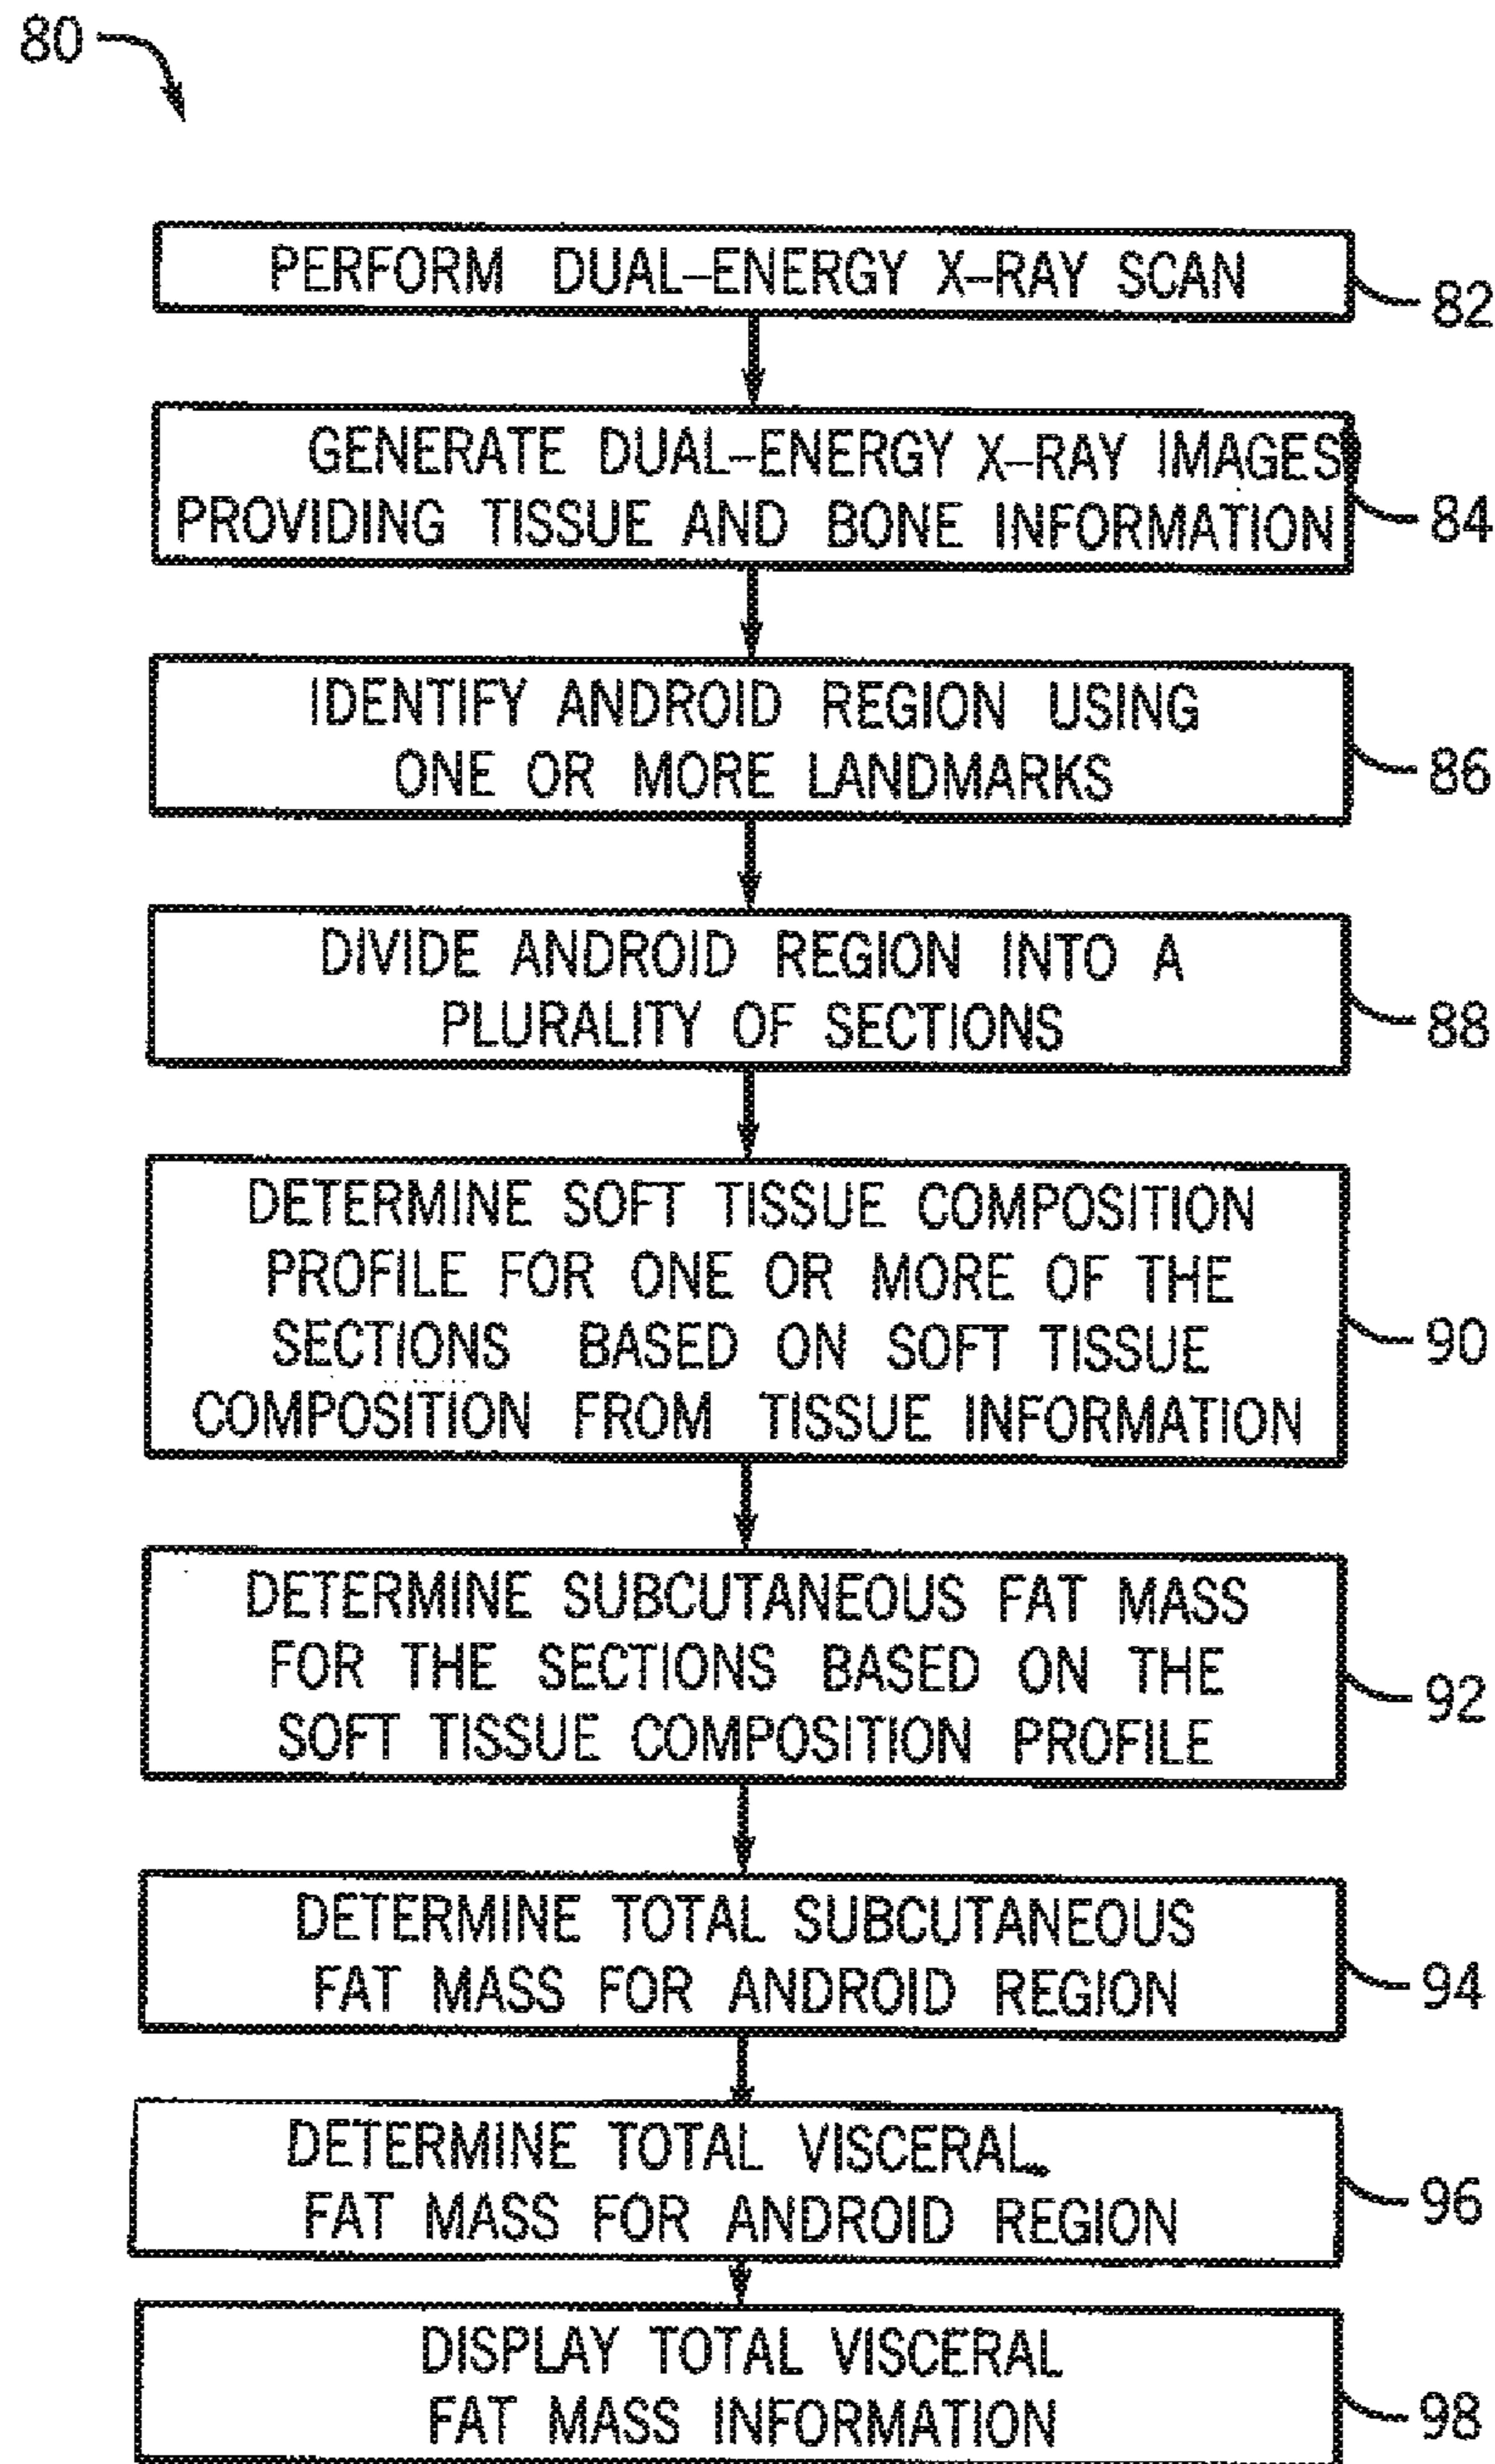 80
PERFORM DUAL-ENERGY X-RAY SCAN
82
GENERATE DUAL-ENERGY X-RAY IMAGES
PROVIDING TISSUE AND BONE INFORMATION
84
IDENTIFY ANDROID REGION USING
ONE OR MORE LANDMARKS
86
DIVIDE ANDROID REGION INTO A
PLURALITY OF SECTIONS
88
DETERMINE SOFT TISSUE COMPOSITION
PROFILE FOR ONE OR MORE OF THE
SECTIONS BASED ON SOFT TISSUE
COMPOSITION FROM TISSUE INFORMATION
90
DETERMINE SUBCUTANEOUS FAT MASS
FOR THE SECTIONS BASED ON THE
SOFT TISSUE COMPOSITION PROFILE
92
DETERMINE TOTAL SUBCUTANEOUS
FAT MASS FOR ANDROID REGION
94
DETERMINE TOTAL VISCERAL
FAT MASS FOR ANDROID REGION
96
DISPLAY TOTAL VISCERAL
FAT MASS INFORMATION
98